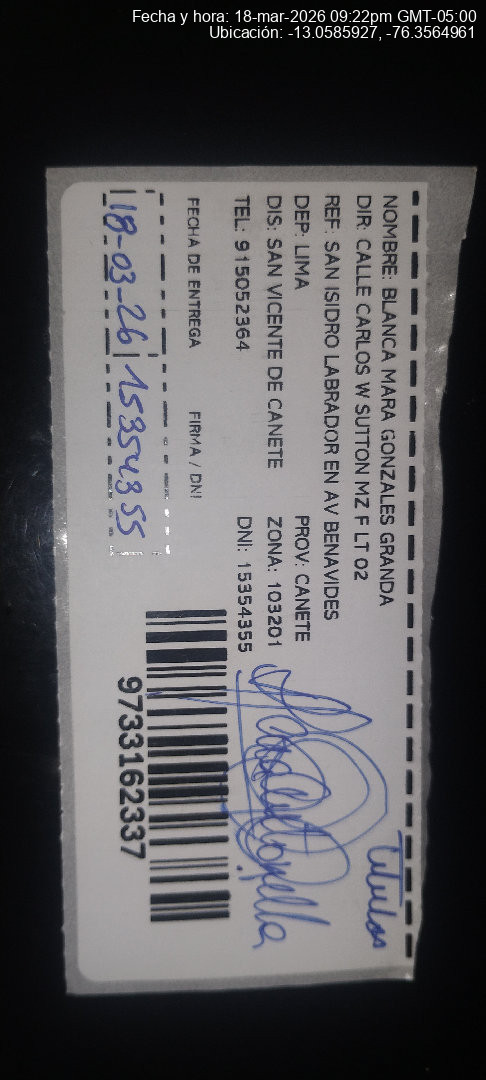 Fecha y hora: 18-mar-2026 09:22pm GMT-05:00
Ubicación: -13.0585927, -76.3564961
NOMBRE: BLANCA MARA GONZALES GRANDA
DIR: CALLE CARLOS W SUTTON MZ F LT 02
REF: SAN ISIDRO LABRADOR EN AV BENAVIDES
DEP: LIMA PROV: CANETE
DIS: SAN VICENTE DE CANETE ZONA: 103201
TEL: 915052364 DNI: 15354355
FECHA DE ENTREGA FIRMA / DNI
18-03-26 15354355
9733162337
Titular